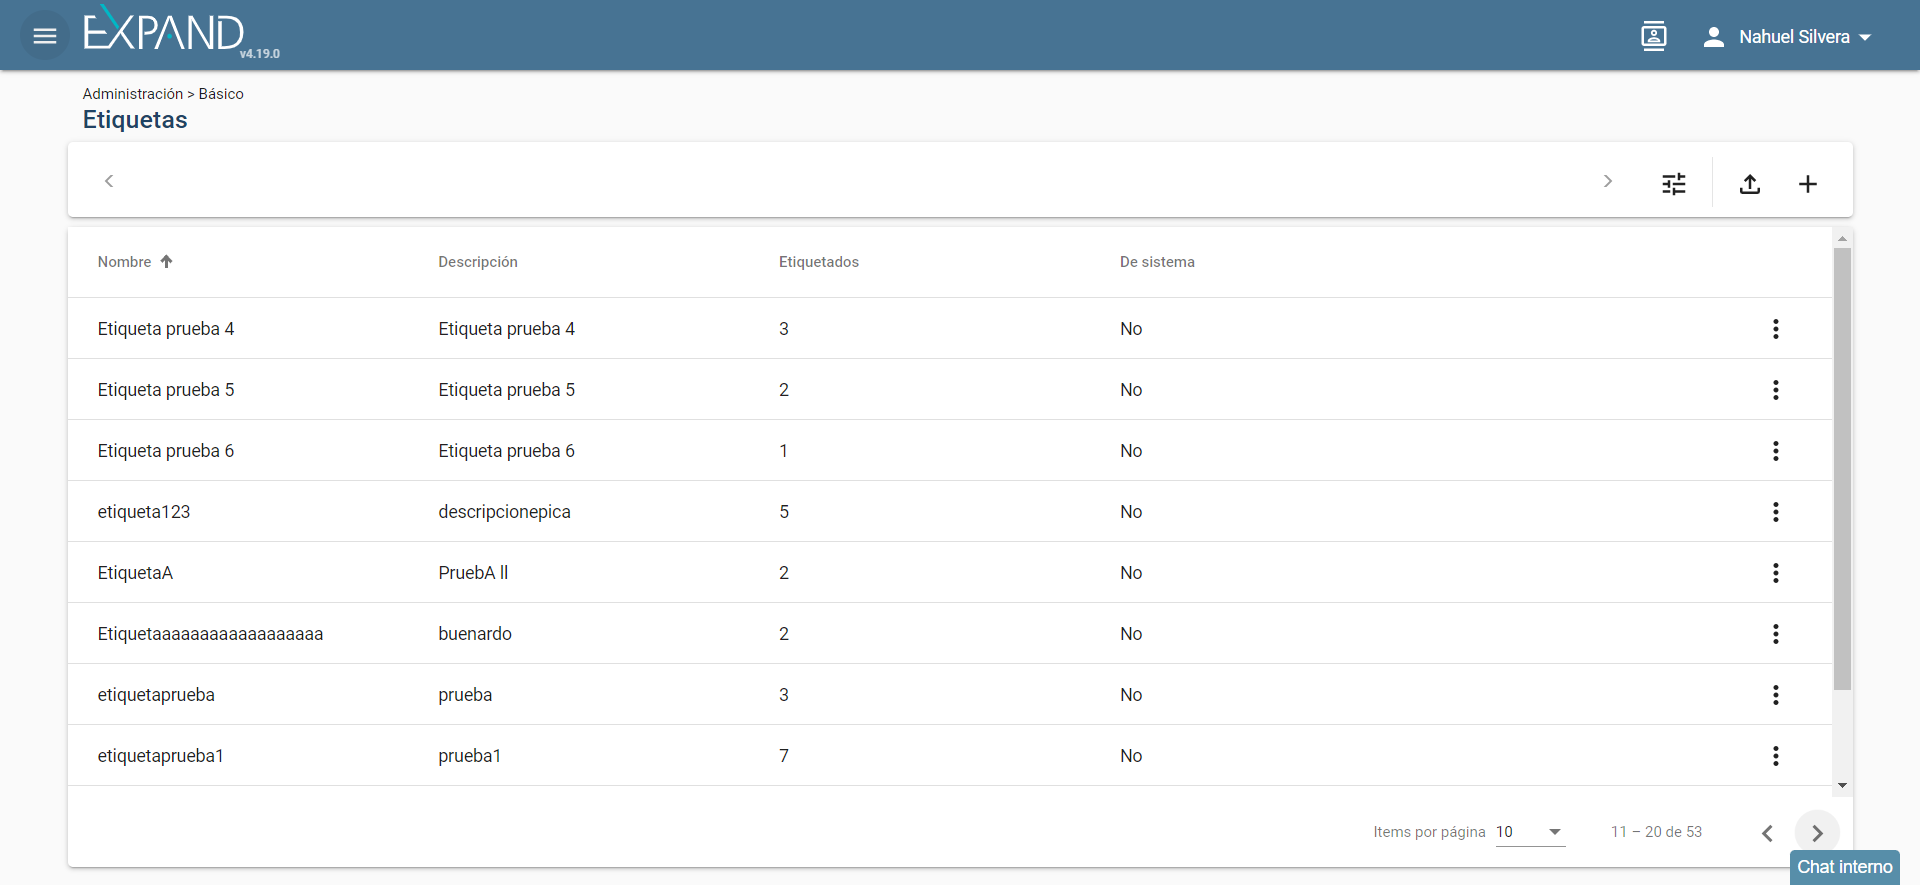 EXPAND
v4.19.0
Nahuel Silvera
Administración > Básico
Etiquetas
Nombre Descripción Etiquetados De sistema
Etiqueta prueba 4 Etiqueta prueba 4 3 No
Etiqueta prueba 5 Etiqueta prueba 5 2 No
Etiqueta prueba 6 Etiqueta prueba 6 1 No
etiqueta123 descripcionepica 5 No
EtiquetaA PruebA ll 2 No
Etiquetaaaaaaaaaaaaaaaaaaa buenardo 2 No
etiquetaprueba prueba 3 No
etiquetaprueba1 prueba1 7 No
Items por página 10 11 – 20 de 53
Chat interno